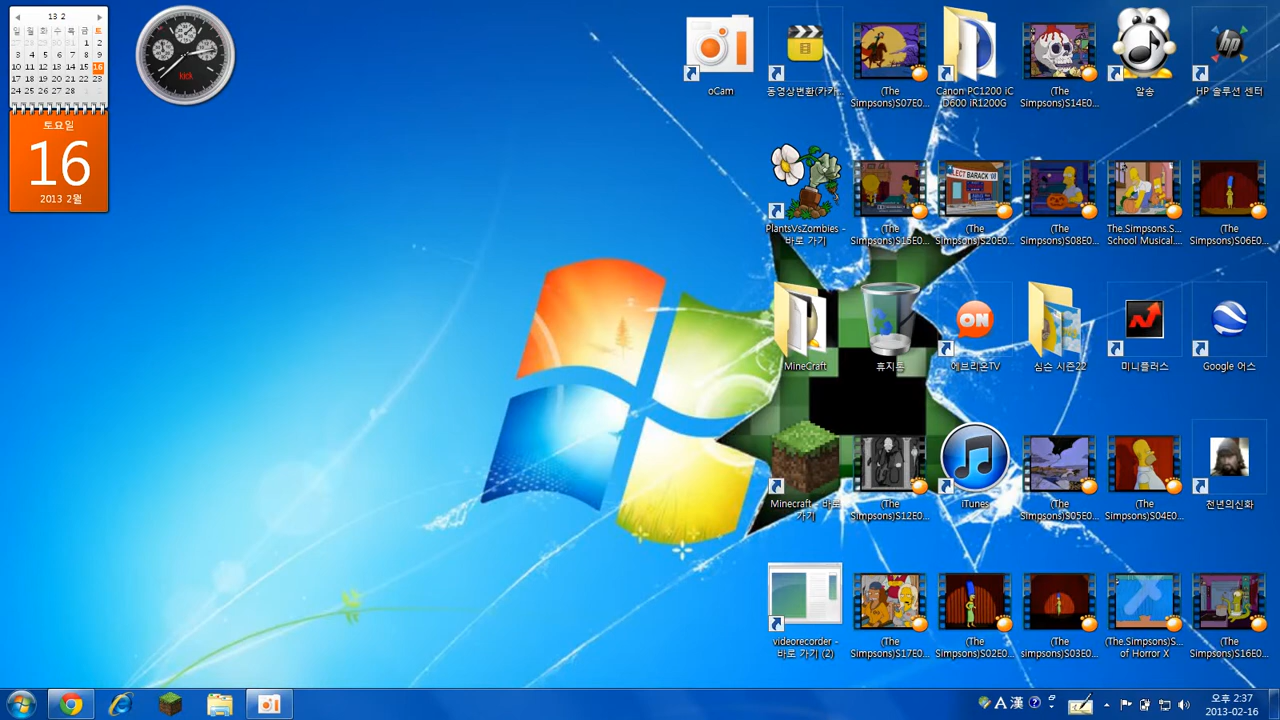 13 2
일 월 화 수 목 금 토
1 2
3 4 5 6 7 8 9
10 11 12 13 14 15 16
17 18 19 20 21 22 23
24 25 26 27 28
토요일
16
2013 2월
kick
oCam
동영상변환(카카...
(The
Simpsons)S07E0...
Canon PC1200 iC
D600 iR1200G
(The
Simpsons)S14E0...
알송
hp
HP 솔루션 센터
PlantsVsZombies -
바로 가기
(The
Simpsons)S15E0...
LECT BARACK '08
(The
Simpsons)S20E0...
(The
Simpsons)S08E0...
The.Simpsons.S...
School Musical....
(The
Simpsons)S06E0...
MineCraft
휴지통
ON
에브리온TV
심슨 시즌22
미니플러스
Google 어스
Minecraft - 바로
가기
(The
Simpsons)S12E0...
iTunes
(The
Simpsons)S05E0...
(The
Simpsons)S04E0...
천년의신화
videorecorder -
바로 가기 (2)
(The
Simpsons)S17E0...
(The
Simpsons)S02E0...
(The
simpsons)S03E0...
(The.Simpsons)S...
of Horror X
(The
Simpsons)S16E0...
A 漢 ?
오후 2:37
2013-02-16